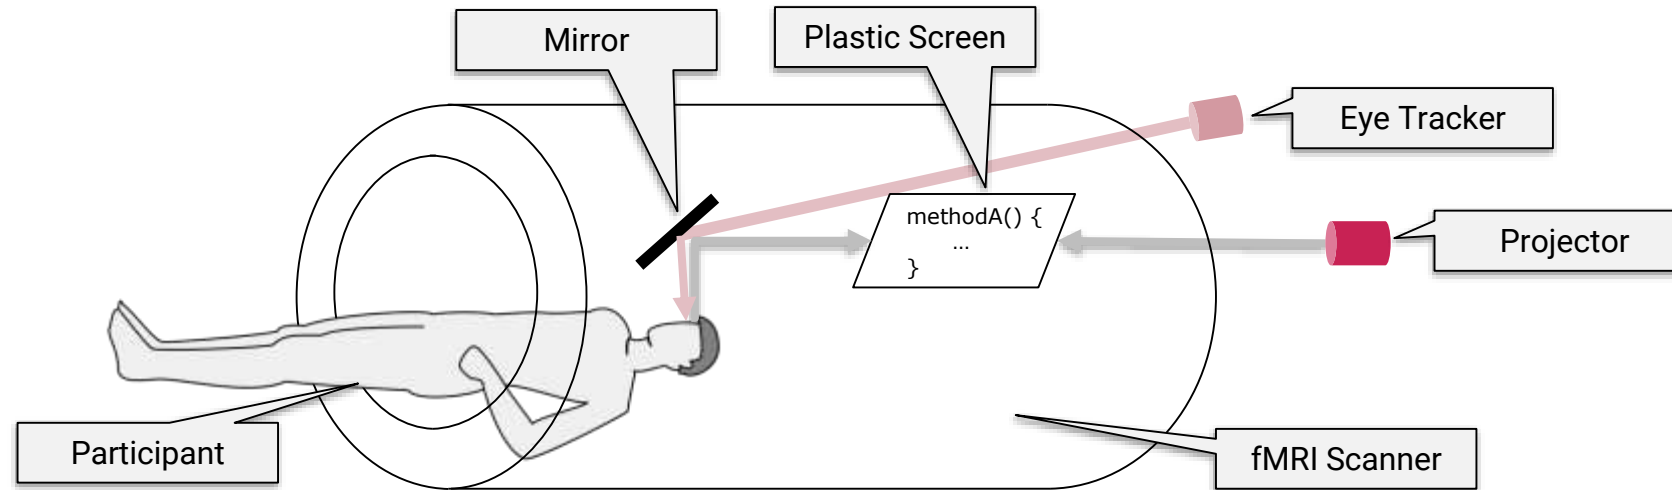 Mirror
Plastic Screen
Eye Tracker
methodA() {
...
}
Projector
Participant
fMRI Scanner